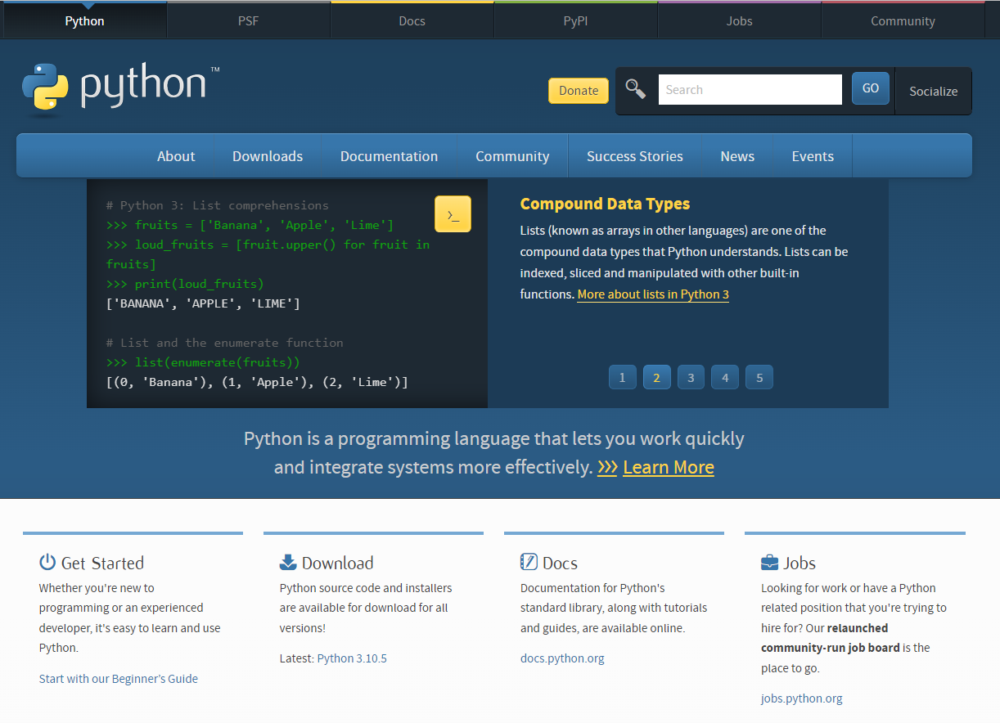 Python PSF Docs PyPI Jobs Community
python™
Donate Search GO Socialize
About Downloads Documentation Community Success Stories News Events
# Python 3: List comprehensions
>>> fruits = ['Banana', 'Apple', 'Lime']
>>> loud_fruits = [fruit.upper() for fruit in
fruits]
>>> print(loud_fruits)
['BANANA', 'APPLE', 'LIME']
# List and the enumerate function
>>> list(enumerate(fruits))
[(0, 'Banana'), (1, 'Apple'), (2, 'Lime')]
>_
Compound Data Types
Lists (known as arrays in other languages) are one of the
compound data types that Python understands. Lists can be
indexed, sliced and manipulated with other built-in
functions. More about lists in Python 3
1 2 3 4 5
Python is a programming language that lets you work quickly
and integrate systems more effectively. >>> Learn More
Get Started
Whether you're new to
programming or an experienced
developer, it's easy to learn and use
Python.
Start with our Beginner’s Guide
Download
Python source code and installers
are available for download for all
versions!
Latest: Python 3.10.5
Docs
Documentation for Python's
standard library, along with tutorials
and guides, are available online.
docs.python.org
Jobs
Looking for work or have a Python
related position that you're trying to
hire for? Our relaunched
community-run job board is the
place to go.
jobs.python.org